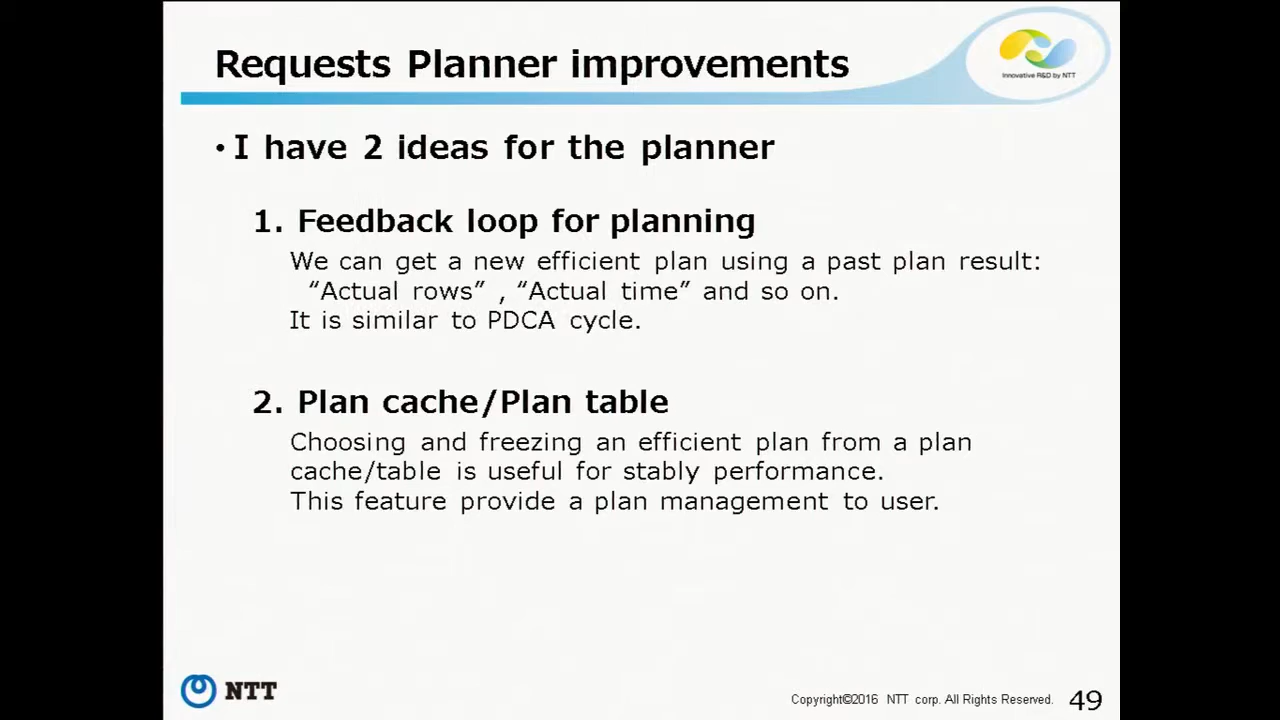 Requests Planner improvements
Innovative R&D by NTT
• I have 2 ideas for the planner
1. Feedback loop for planning
We can get a new efficient plan using a past plan result:
“Actual rows” , “Actual time” and so on.
It is similar to PDCA cycle.
2. Plan cache/Plan table
Choosing and freezing an efficient plan from a plan
cache/table is useful for stably performance.
This feature provide a plan management to user.
NTT
Copyright©2016 NTT corp. All Rights Reserved.
49